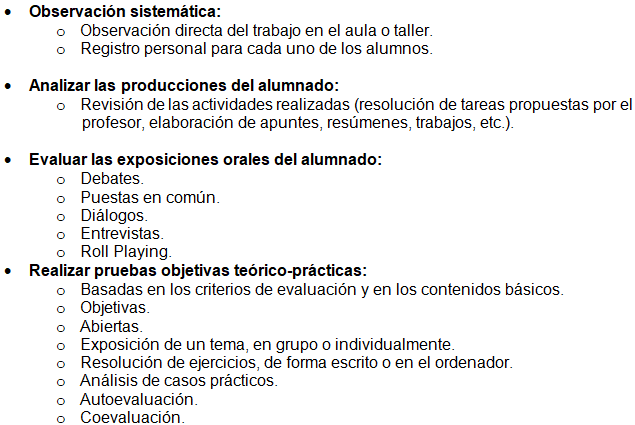 • Observación sistemática:
o Observación directa del trabajo en el aula o taller.
o Registro personal para cada uno de los alumnos.
• Analizar las producciones del alumnado:
o Revisión de las actividades realizadas (resolución de tareas propuestas por el
profesor, elaboración de apuntes, resúmenes, trabajos, etc.).
• Evaluar las exposiciones orales del alumnado:
o Debates.
o Puestas en común.
o Diálogos.
o Entrevistas.
o Roll Playing.
• Realizar pruebas objetivas teórico-prácticas:
o Basadas en los criterios de evaluación y en los contenidos básicos.
o Objetivas.
o Abiertas.
o Exposición de un tema, en grupo o individualmente.
o Resolución de ejercicios, de forma escrito o en el ordenador.
o Análisis de casos prácticos.
o Autoevaluación.
o Coevaluación.